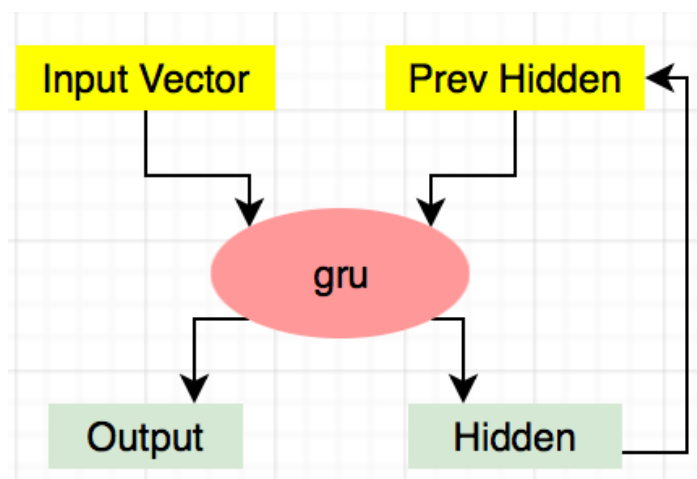 Input Vector
Prev Hidden
gru
Output
Hidden